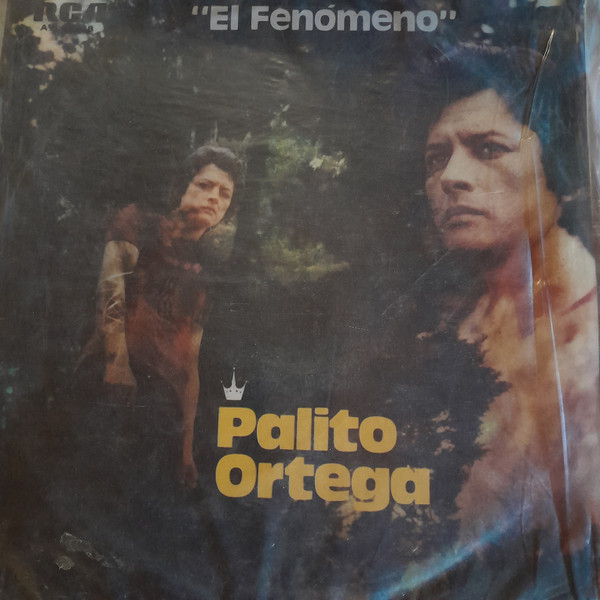 RCA
"El Fenómeno"
Palito
Ortega